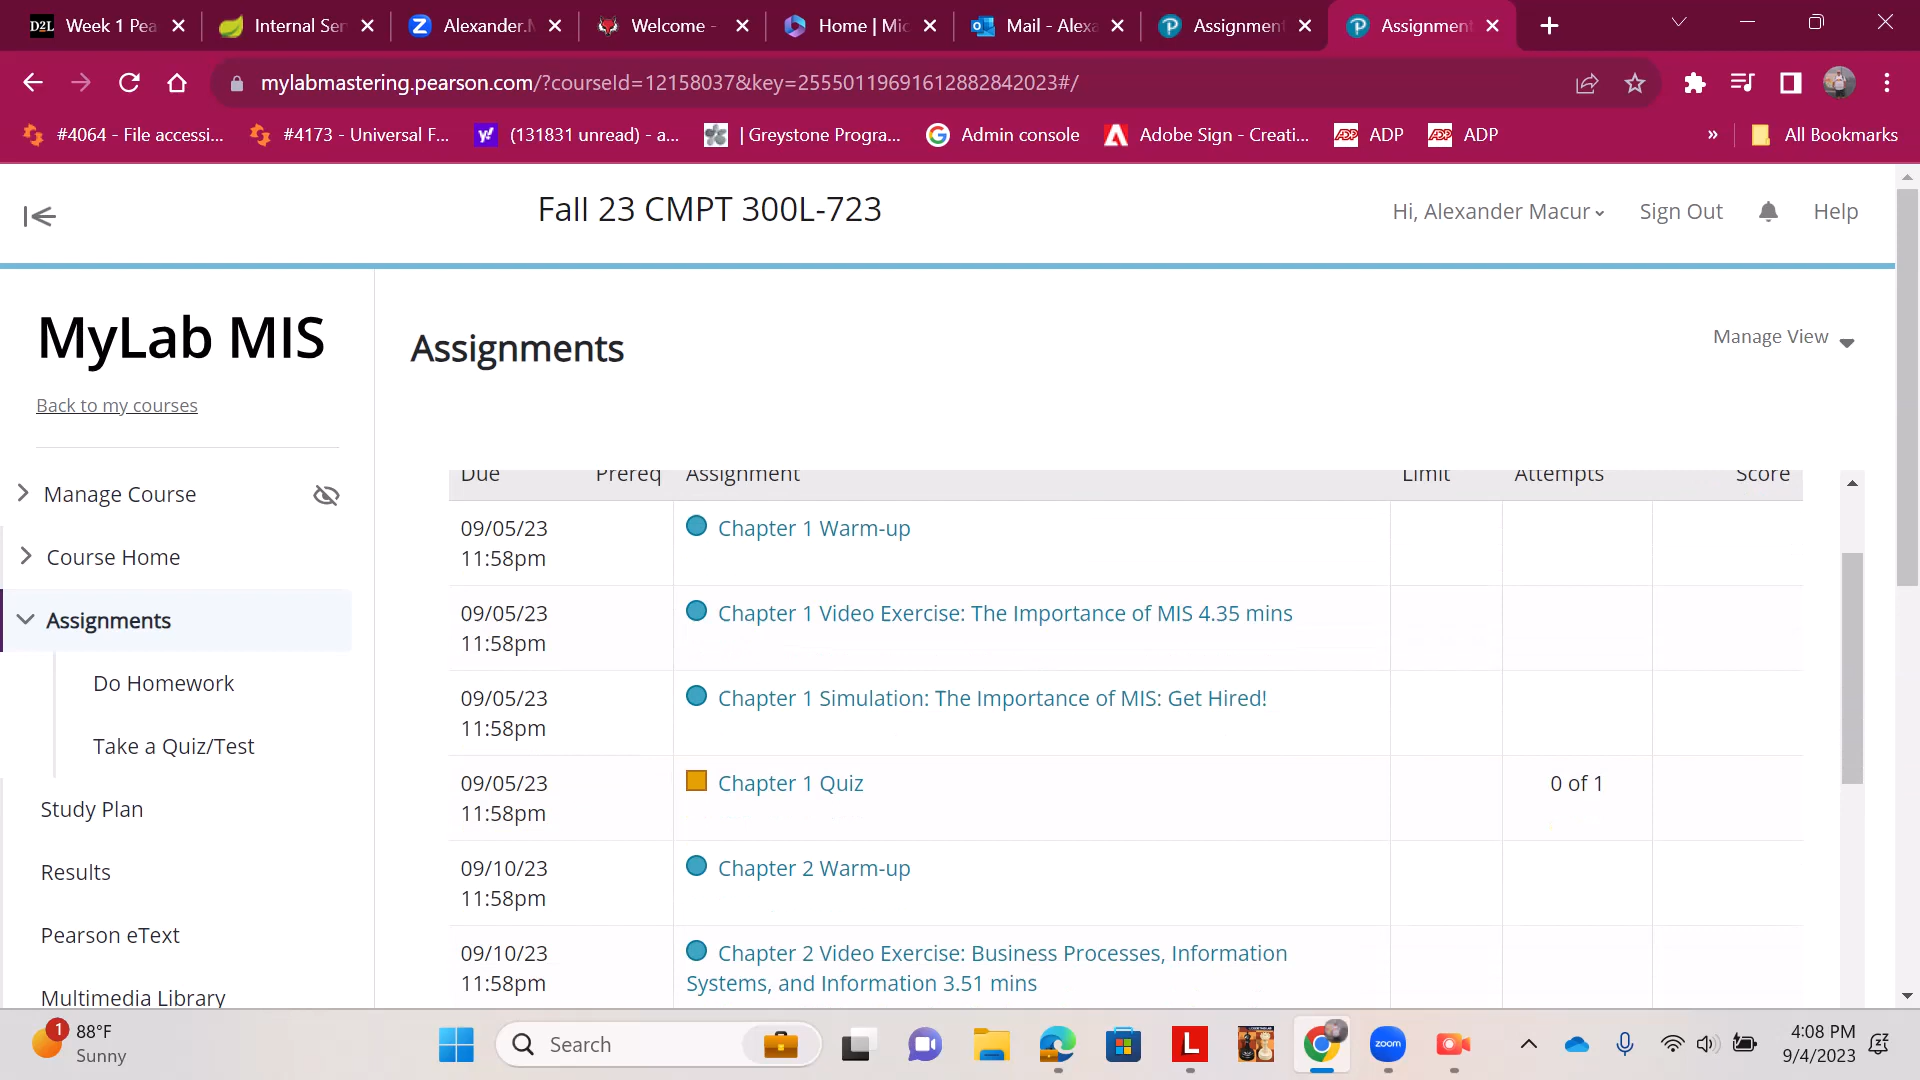 D2L Week 1 Pea
Internal Ser
Z Alexander.M
Welcome -
Home | Mic
Mail - Alexa
Assignment
Assignment
mylabmastering.pearson.com/?courseId=12158037&key=25550119691612882842023#/
#4064 - File accessi...
#4173 - Universal F...
y! (131831 unread) - a...
| Greystone Progra...
G Admin console
Adobe Sign - Creati...
ADP ADP
ADP ADP
» All Bookmarks
Fall 23 CMPT 300L-723
Hi, Alexander Macur
Sign Out
Help
MyLab MIS
Back to my courses
Manage Course
Course Home
Assignments
Do Homework
Take a Quiz/Test
Study Plan
Results
Pearson eText
Multimedia Library
Assignments
Manage View
Due Prereq Assignment Limit Attempts Score
09/05/23 Chapter 1 Warm-up
11:58pm
09/05/23 Chapter 1 Video Exercise: The Importance of MIS 4.35 mins
11:58pm
09/05/23 Chapter 1 Simulation: The Importance of MIS: Get Hired!
11:58pm
09/05/23 Chapter 1 Quiz 0 of 1
11:58pm
09/10/23 Chapter 2 Warm-up
11:58pm
09/10/23 Chapter 2 Video Exercise: Business Processes, Information
11:58pm Systems, and Information 3.51 mins
1 88°F
Sunny
Search
L
zoom
4:08 PM
9/4/2023